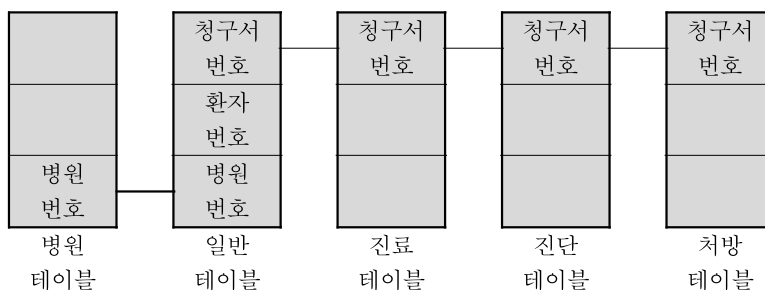 청구서 번호
청구서 번호
청구서 번호
청구서 번호
환자 번호
병원 번호
병원 번호
병원 테이블
일반 테이블
진료 테이블
진단 테이블
처방 테이블